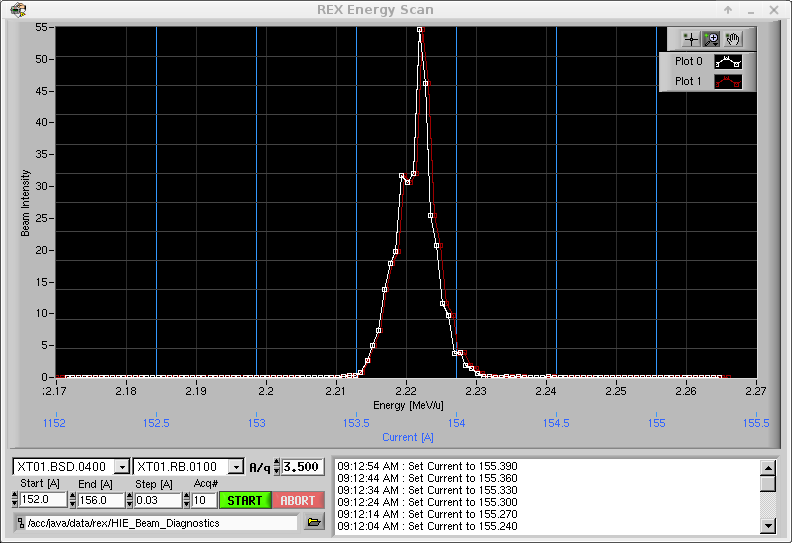 REX Energy Scan
Plot 0
Plot 1
Beam Intensity
55
50
45
40
35
30
25
20
15
10
5
0
2.17 2.18 2.19 2.2 2.21 2.22 2.23 2.24 2.25 2.26 2.27
Energy [MeV/u]
152 152.5 153 153.5 154 154.5 155 155.5
Current [A]
XT01.BSD.0400 XT01.RB.0100 A/q 3.500
Start [A] End [A] Step [A] Acq#
152.0 156.0 0.03 10 START ABORT
/acc/java/data/rex/HIE_Beam_Diagnostics
09:12:54 AM : Set Current to 155.390
09:12:44 AM : Set Current to 155.360
09:12:34 AM : Set Current to 155.330
09:12:24 AM : Set Current to 155.300
09:12:14 AM : Set Current to 155.270
09:12:04 AM : Set Current to 155.240